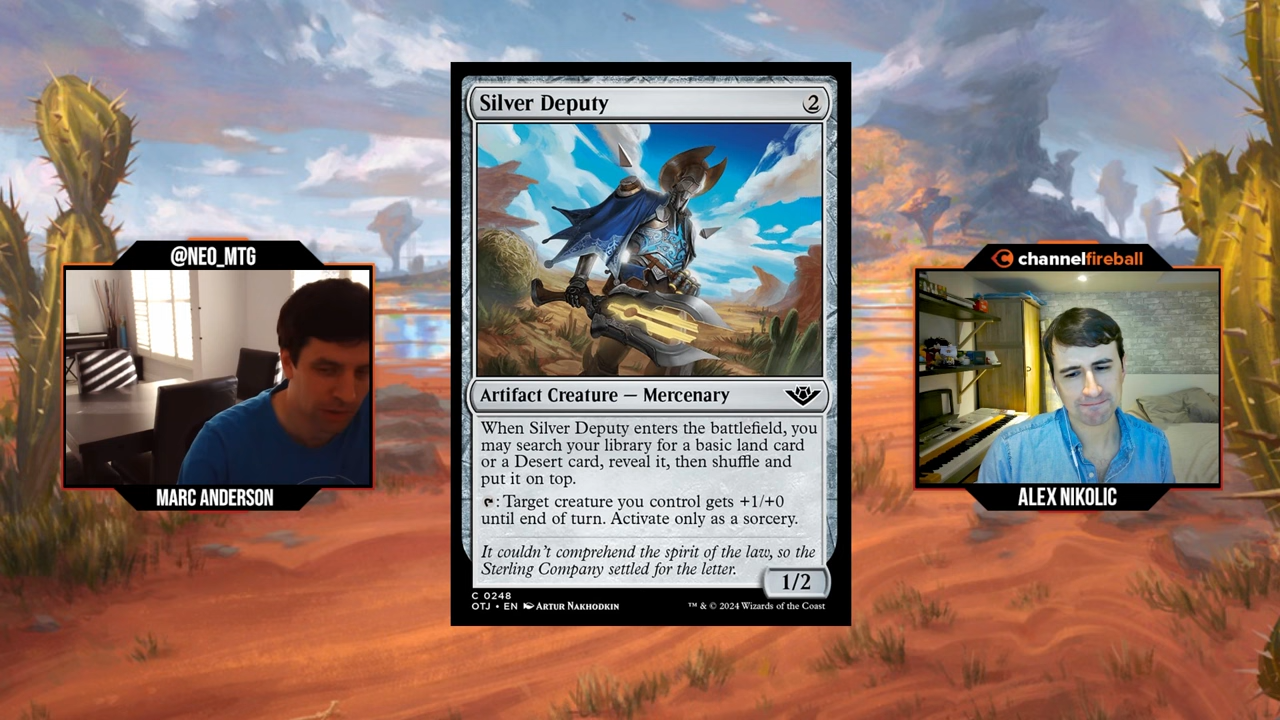 Silver Deputy
2
@NEO_MTG
channelfireball
Artifact Creature — Mercenary
When Silver Deputy enters the battlefield, you
may search your library for a basic land card
or a Desert card, reveal it, then shuffle and
put it on top.
: Target creature you control gets +1/+0
until end of turn. Activate only as a sorcery.
It couldn't comprehend the spirit of the law, so the
Sterling Company settled for the letter.
1/2
C 0248
OTJ • EN ARTUR NAKHODKIN
™ & © 2024 Wizards of the Coast
MARC ANDERSON
ALEX NIKOLIC